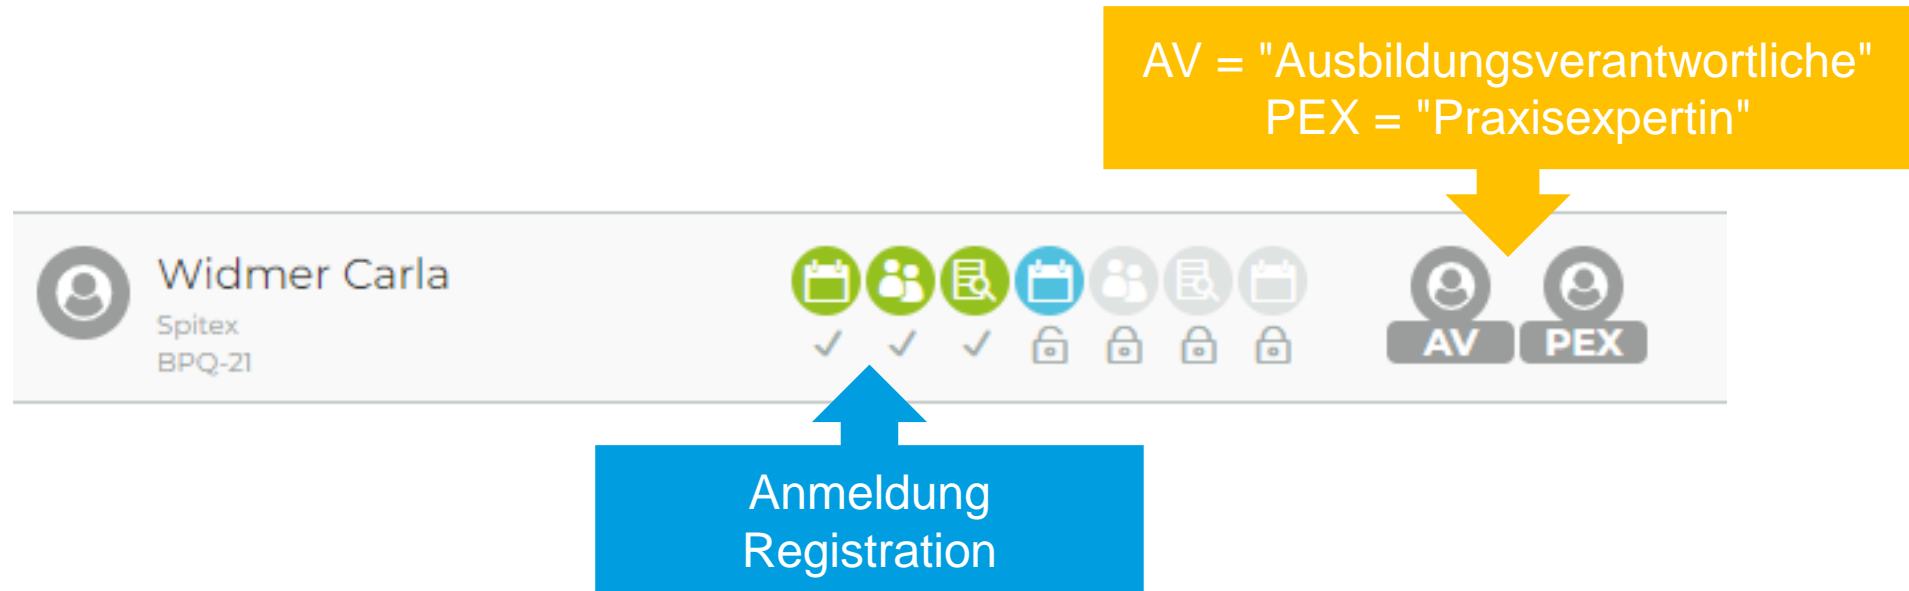 AV = "Ausbildungsverantwortliche"
PEX = "Praxisexpertin"
Widmer Carla
Spitex
BPQ-21
AV
PEX
Anmeldung
Registration